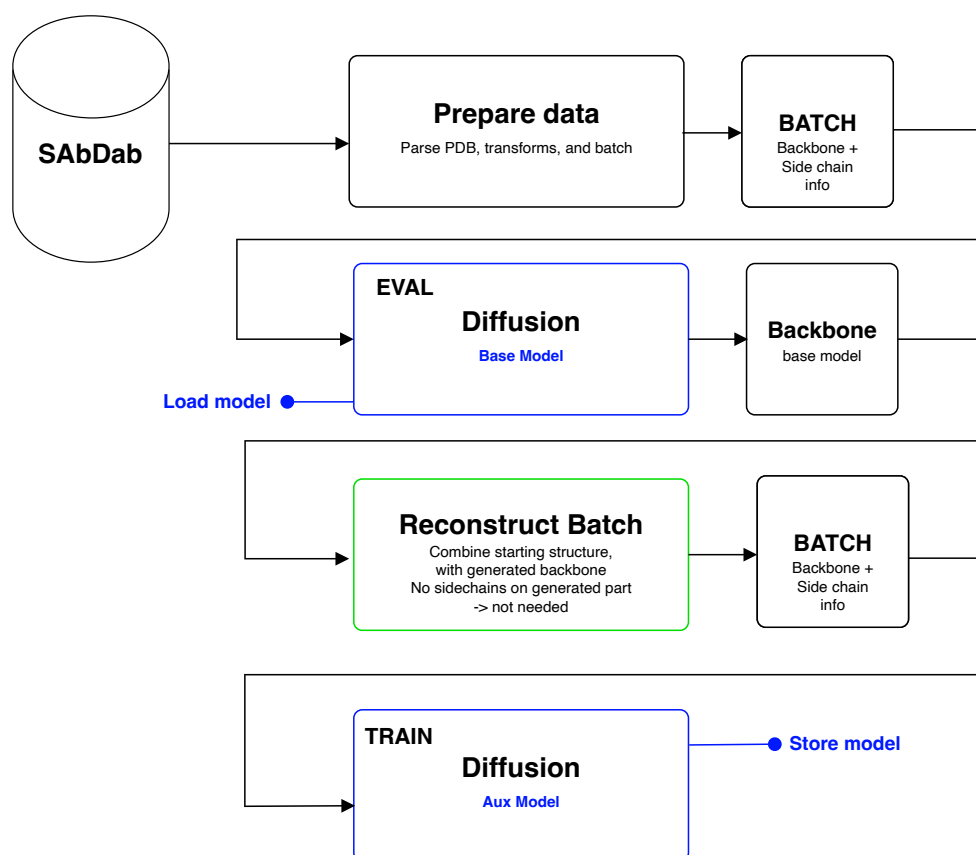 SAbDab
Prepare data
Parse PDB, transforms, and batch
BATCH
Backbone +
Side chain
info
EVAL
Diffusion
Base Model
Load model
Backbone
base model
Reconstruct Batch
Combine starting structure,
with generated backbone
No sidechains on generated part
-> not needed
BATCH
Backbone +
Side chain
info
TRAIN
Diffusion
Aux Model
Store model